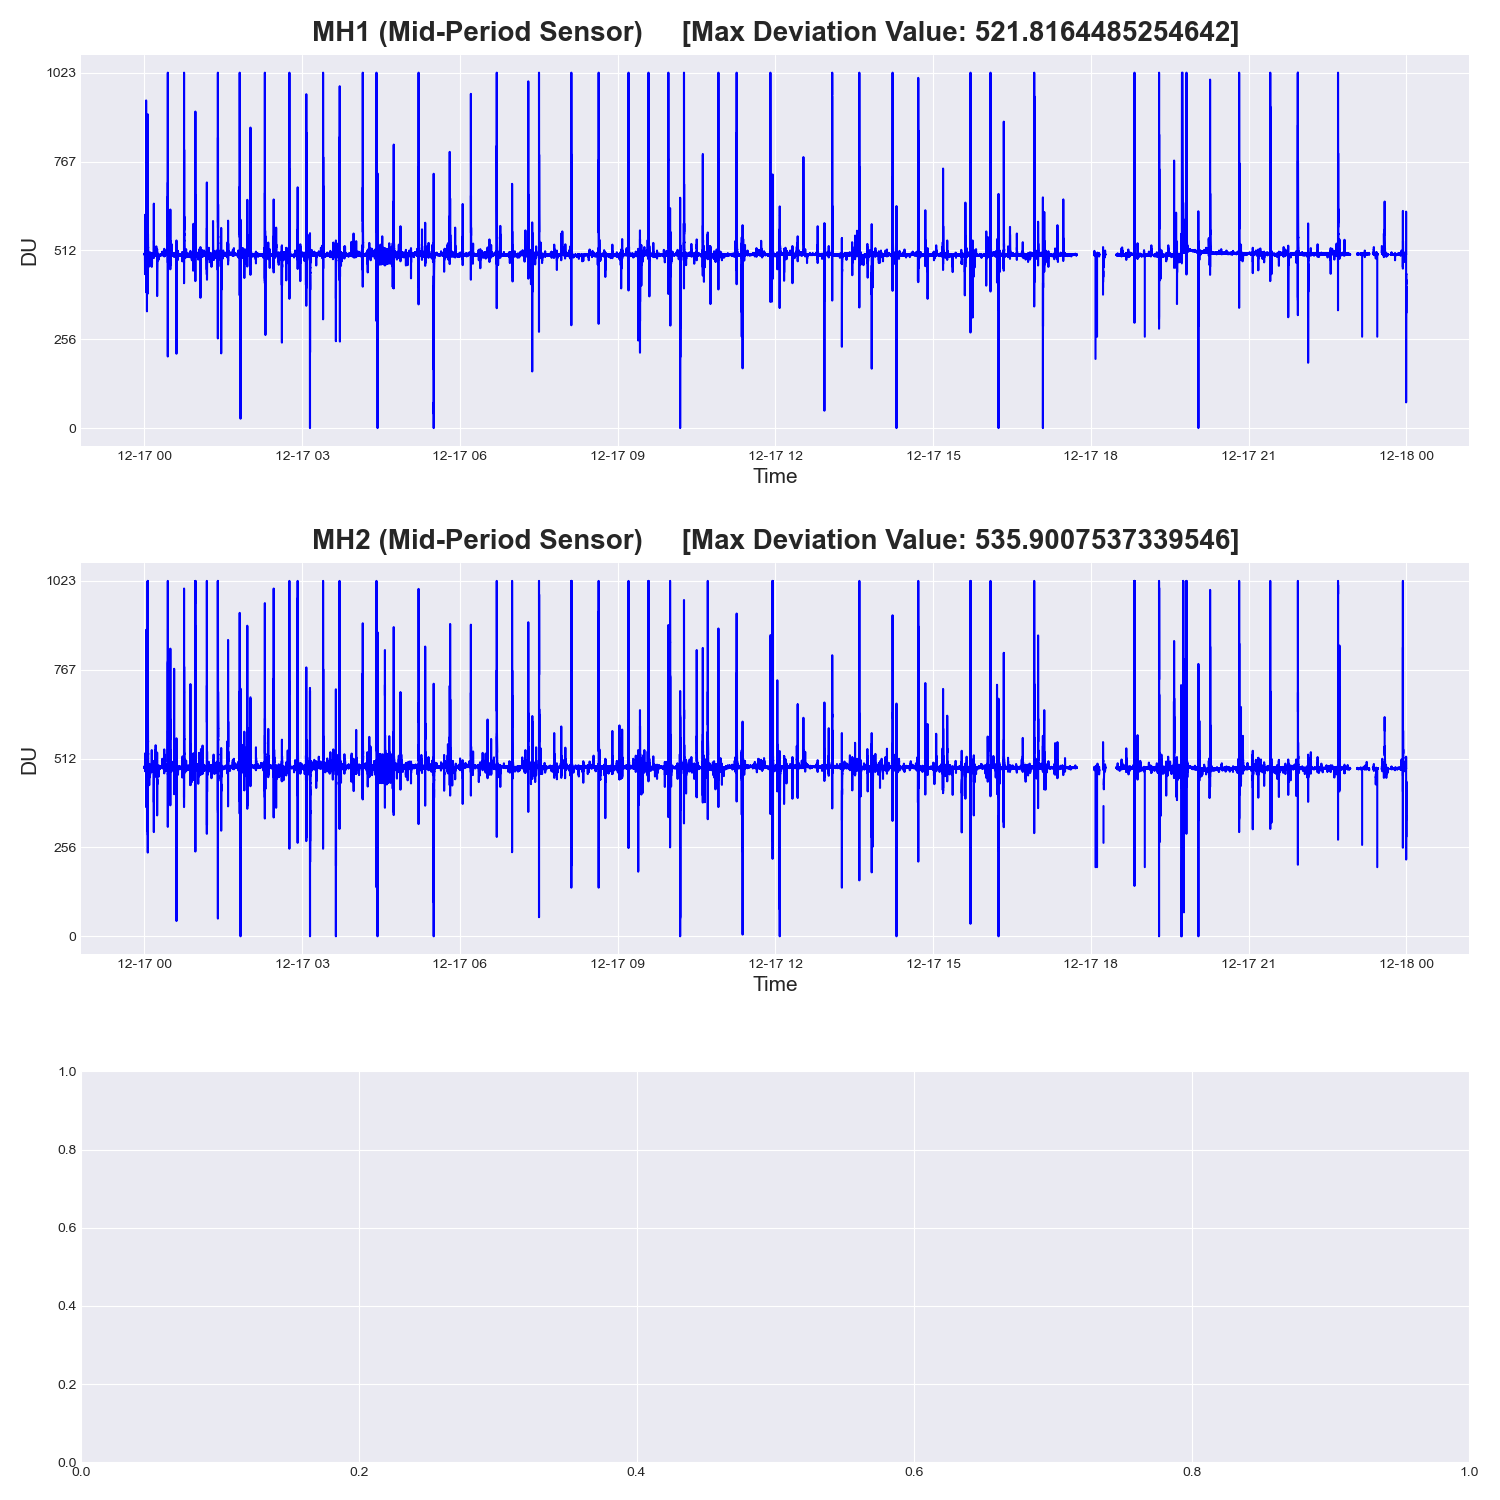 MH1 (Mid-Period Sensor) [Max Deviation Value: 521.8164485254642]
1023
767
512
256
0
DU
12-17 00 12-17 03 12-17 06 12-17 09 12-17 12 12-17 15 12-17 18 12-17 21 12-18 00
Time
MH2 (Mid-Period Sensor) [Max Deviation Value: 535.9007537339546]
1023
767
512
256
0
DU
12-17 00 12-17 03 12-17 06 12-17 09 12-17 12 12-17 15 12-17 18 12-17 21 12-18 00
Time
1.0
0.8
0.6
0.4
0.2
0.0
0.0 0.2 0.4 0.6 0.8 1.0